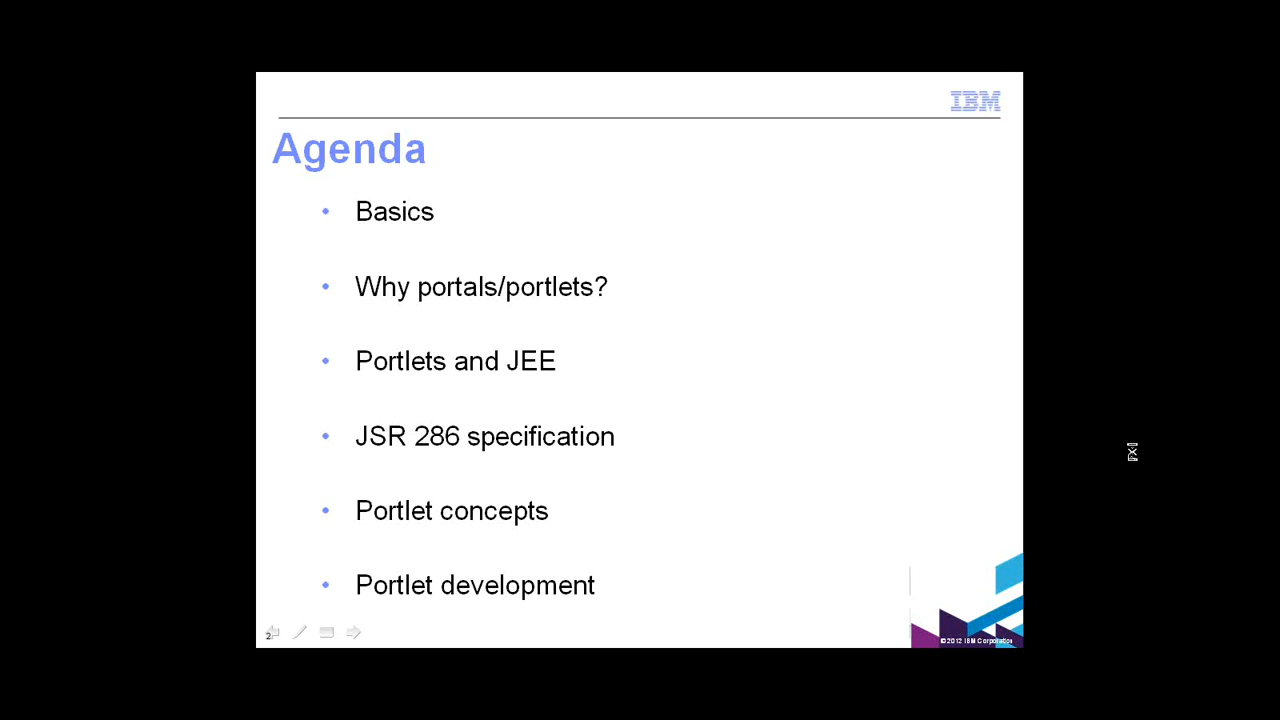 IBM
Agenda
• Basics
• Why portals/portlets?
• Portlets and JEE
• JSR 286 specification
• Portlet concepts
• Portlet development
2
© 2012 IBM Corporation